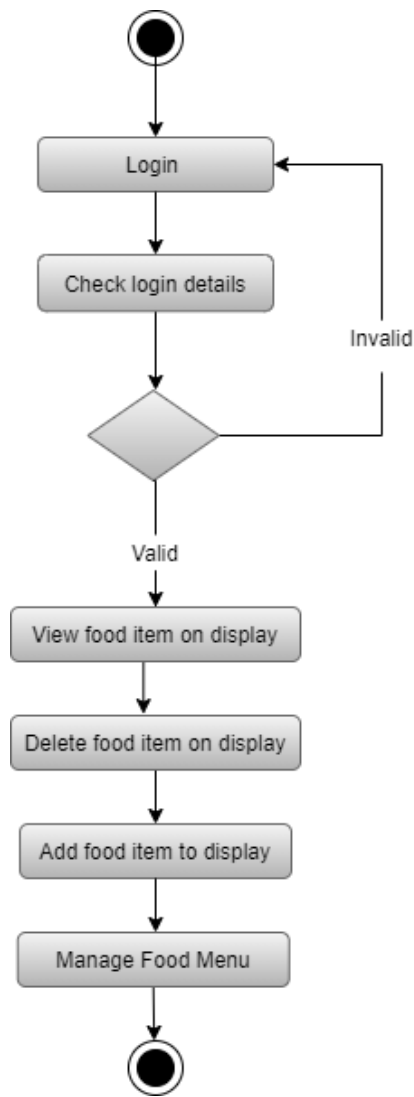 Login
Check login details
Invalid
Valid
View food item on display
Delete food item on display
Add food item to display
Manage Food Menu